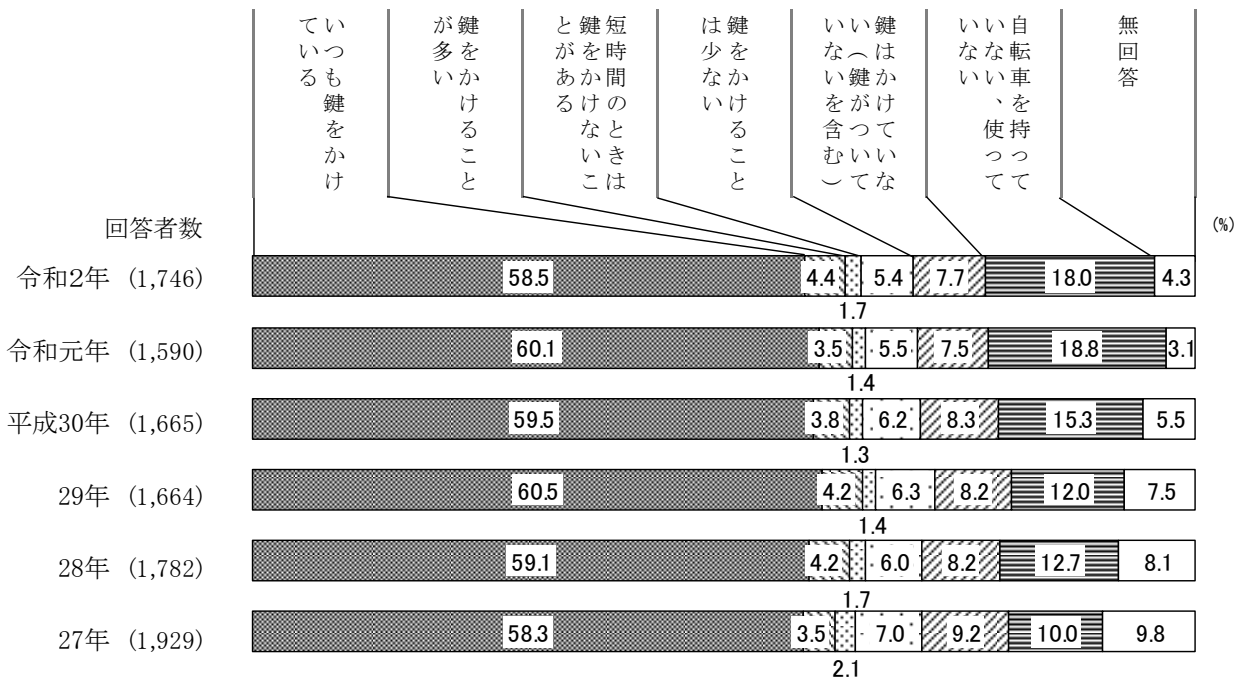 いつも鍵をかけ
ている
鍵をかけること
が多い
短時間のときは
鍵をかけないこ
とがある
鍵をかけること
は少ない
鍵はかけていな
い（鍵がついて
いないを含む）
自転車を持って
いない、使って
いない
無回答
回答者数
(%)
令和2年 (1,746) 58.5 4.4 5.4 7.7 18.0 4.3
1.7
令和元年 (1,590) 60.1 3.5 5.5 7.5 18.8 3.1
1.4
平成30年 (1,665) 59.5 3.8 6.2 8.3 15.3 5.5
1.3
29年 (1,664) 60.5 4.2 6.3 8.2 12.0 7.5
1.4
28年 (1,782) 59.1 4.2 6.0 8.2 12.7 8.1
1.7
27年 (1,929) 58.3 3.5 7.0 9.2 10.0 9.8
2.1